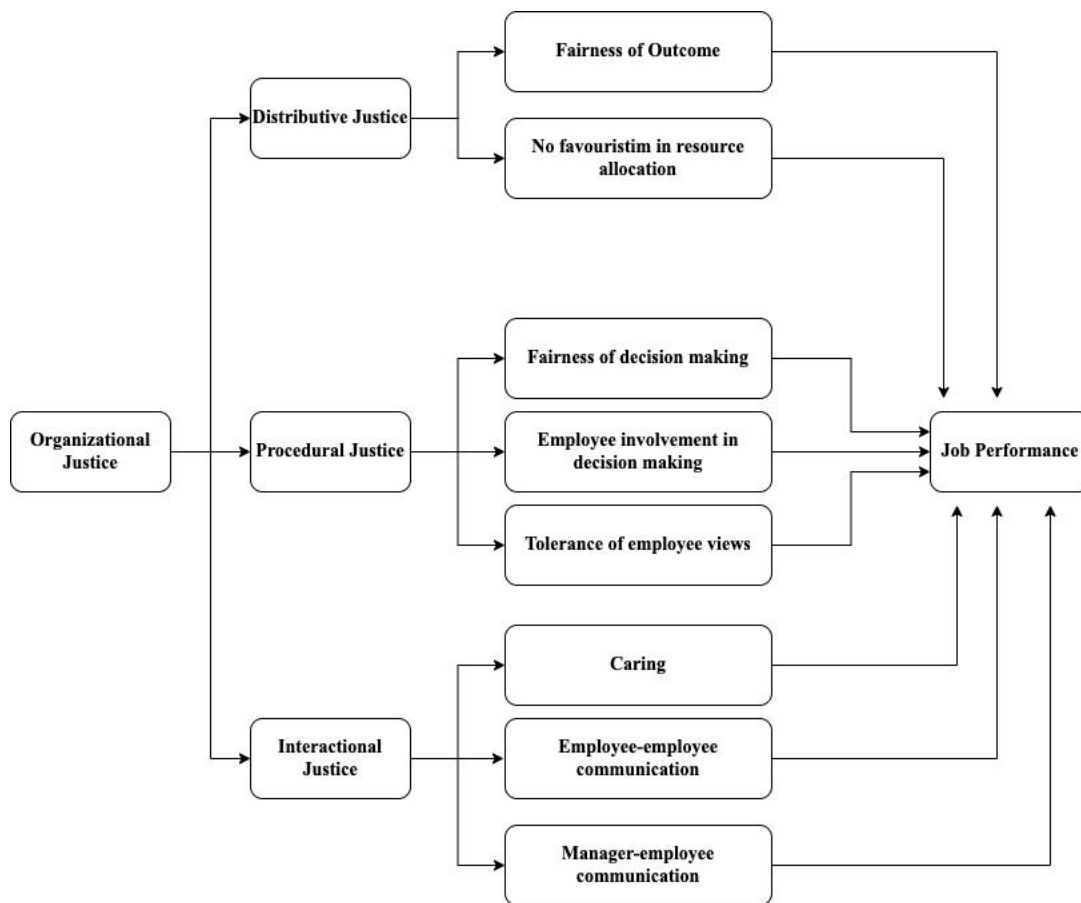 Fairness of Outcome
Distributive Justice
No favouristim in resource
allocation
Fairness of decision making
Organizational
Justice
Procedural Justice
Employee involvement in
decision making
Job Performance
Tolerance of employee views
Caring
Interactional
Justice
Employee-employee
communication
Manager-employee
communication